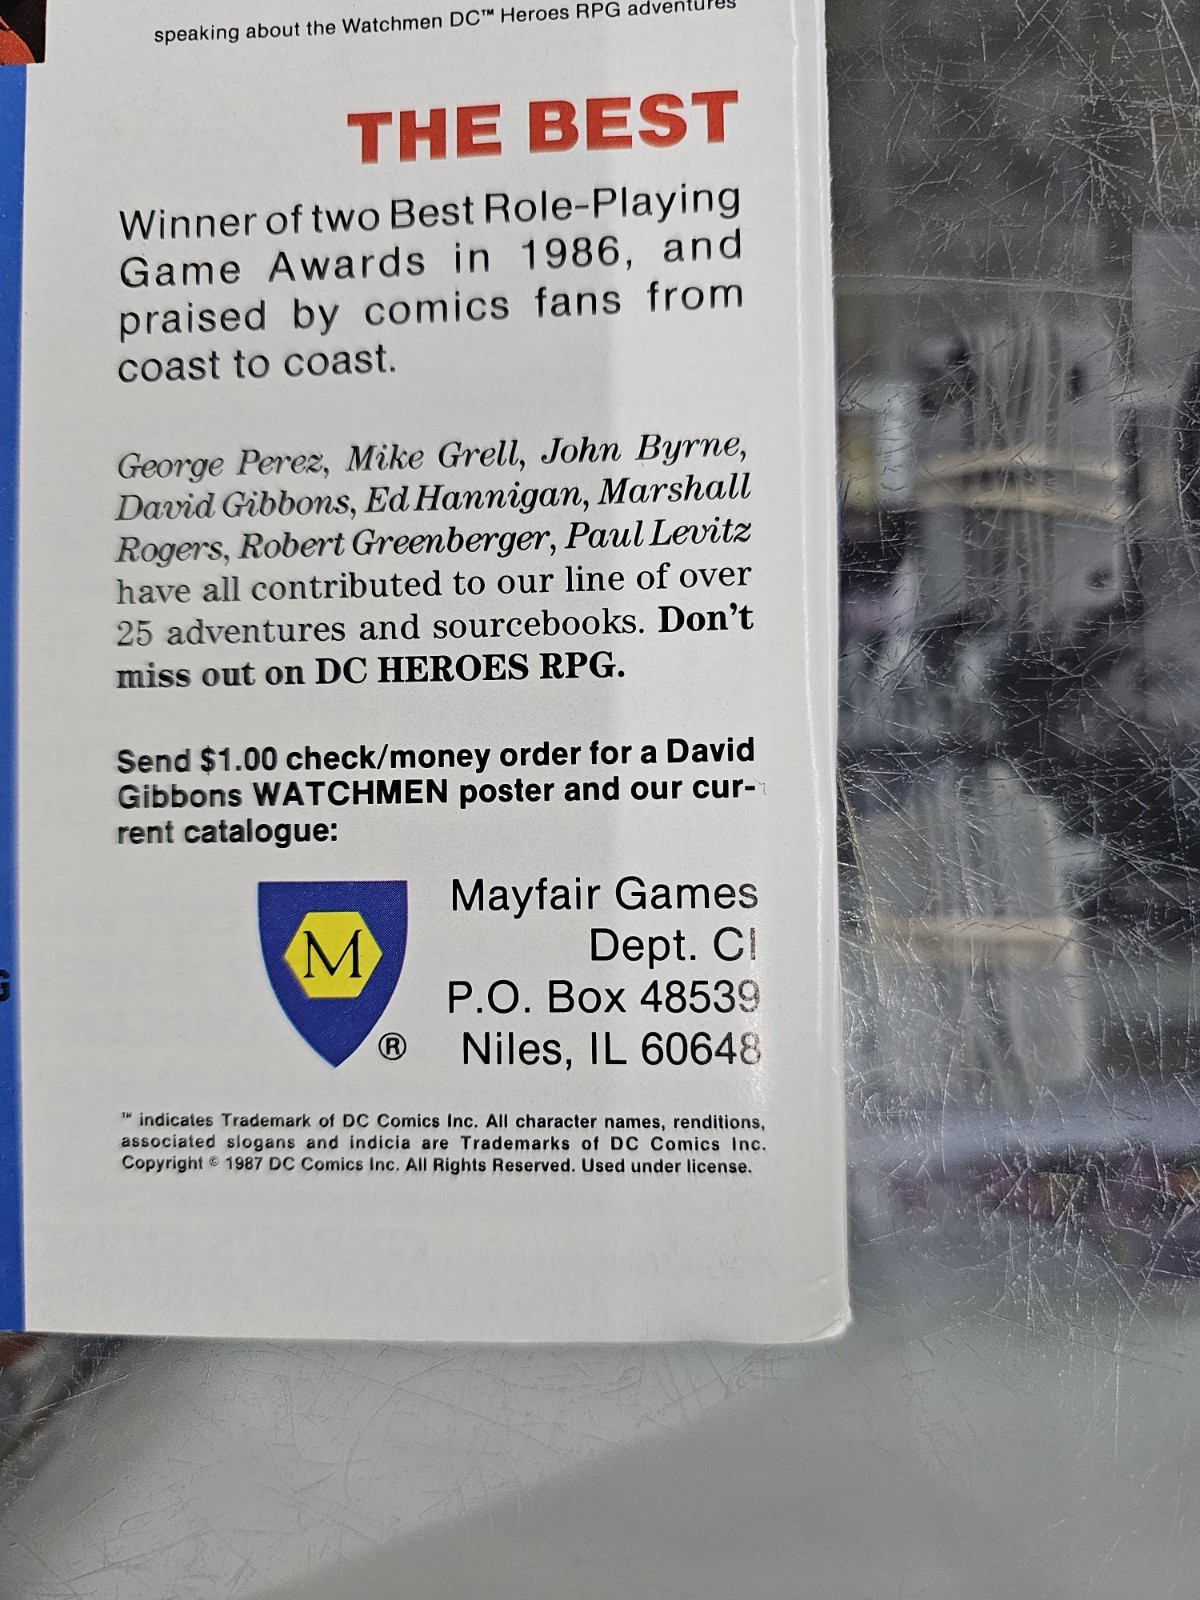 speaking about the Watchmen DC™ Heroes RPG adventures
THE BEST
Winner of two Best Role-Playing
Game Awards in 1986, and
praised by comics fans from
coast to coast.
George Perez, Mike Grell, John Byrne,
David Gibbons, Ed Hannigan, Marshall
Rogers, Robert Greenberger, Paul Levitz
have all contributed to our line of over
25 adventures and sourcebooks. Don't
miss out on DC HEROES RPG.
Send $1.00 check/money order for a David
Gibbons WATCHMEN poster and our cur-
rent catalogue:
M
®
Mayfair Games
Dept. CI
P.O. Box 48539
Niles, IL 60648
™ indicates Trademark of DC Comics Inc. All character names, renditions,
associated slogans and indicia are Trademarks of DC Comics Inc.
Copyright © 1987 DC Comics Inc. All Rights Reserved. Used under license.